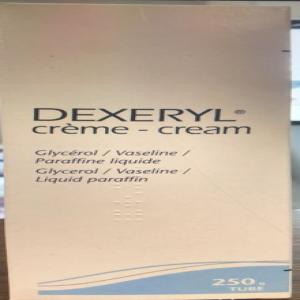 DEXERYL®
crème - cream
Glycérol / Vaseline /
Paraffine liquide
Glycerol / Vaseline /
Liquid paraffin
250 g
TUBE